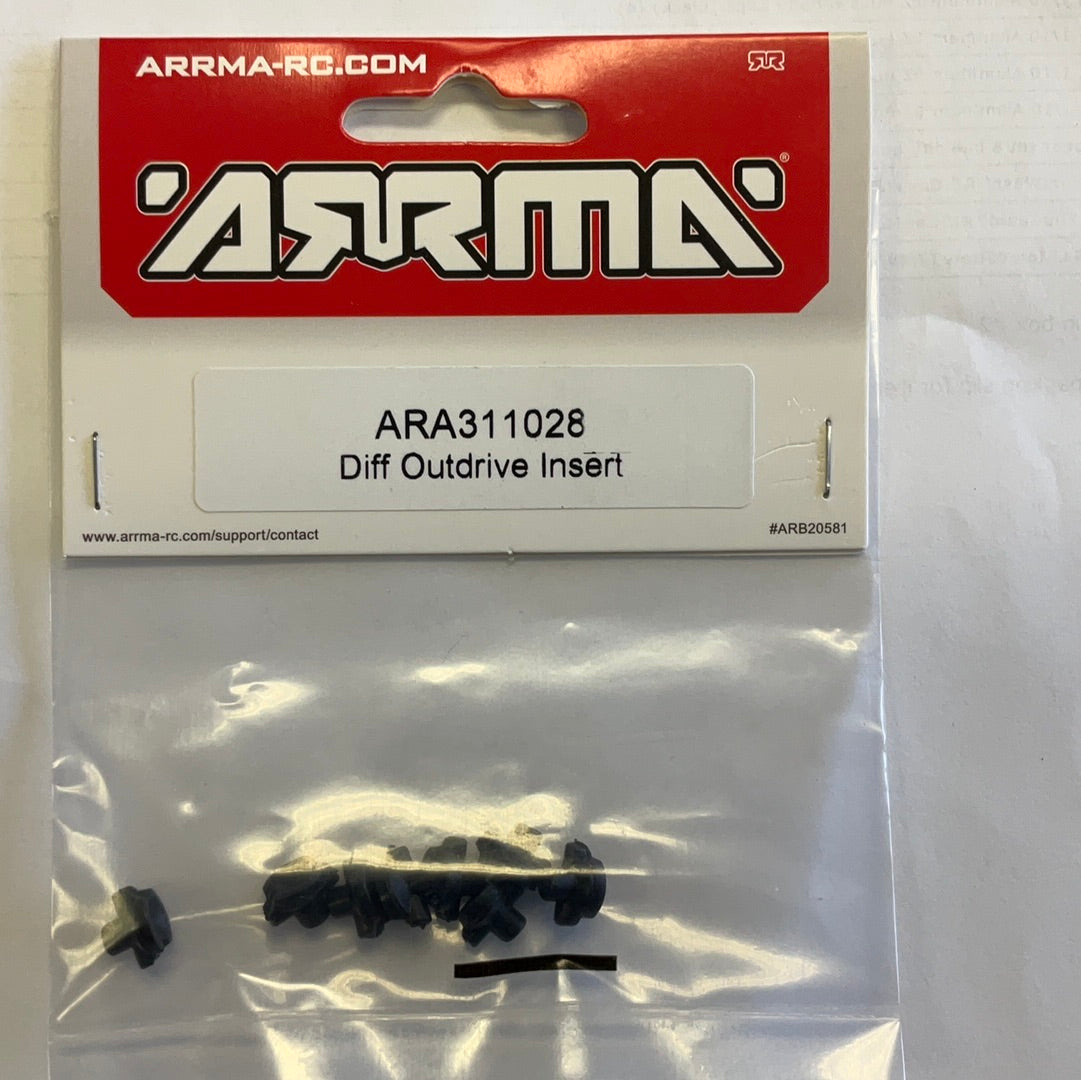 ARRMA-RC.COM
ARRMA®
ARA311028
Diff Outdrive Insert
www.arrma-rc.com/support/contact
#ARB20581